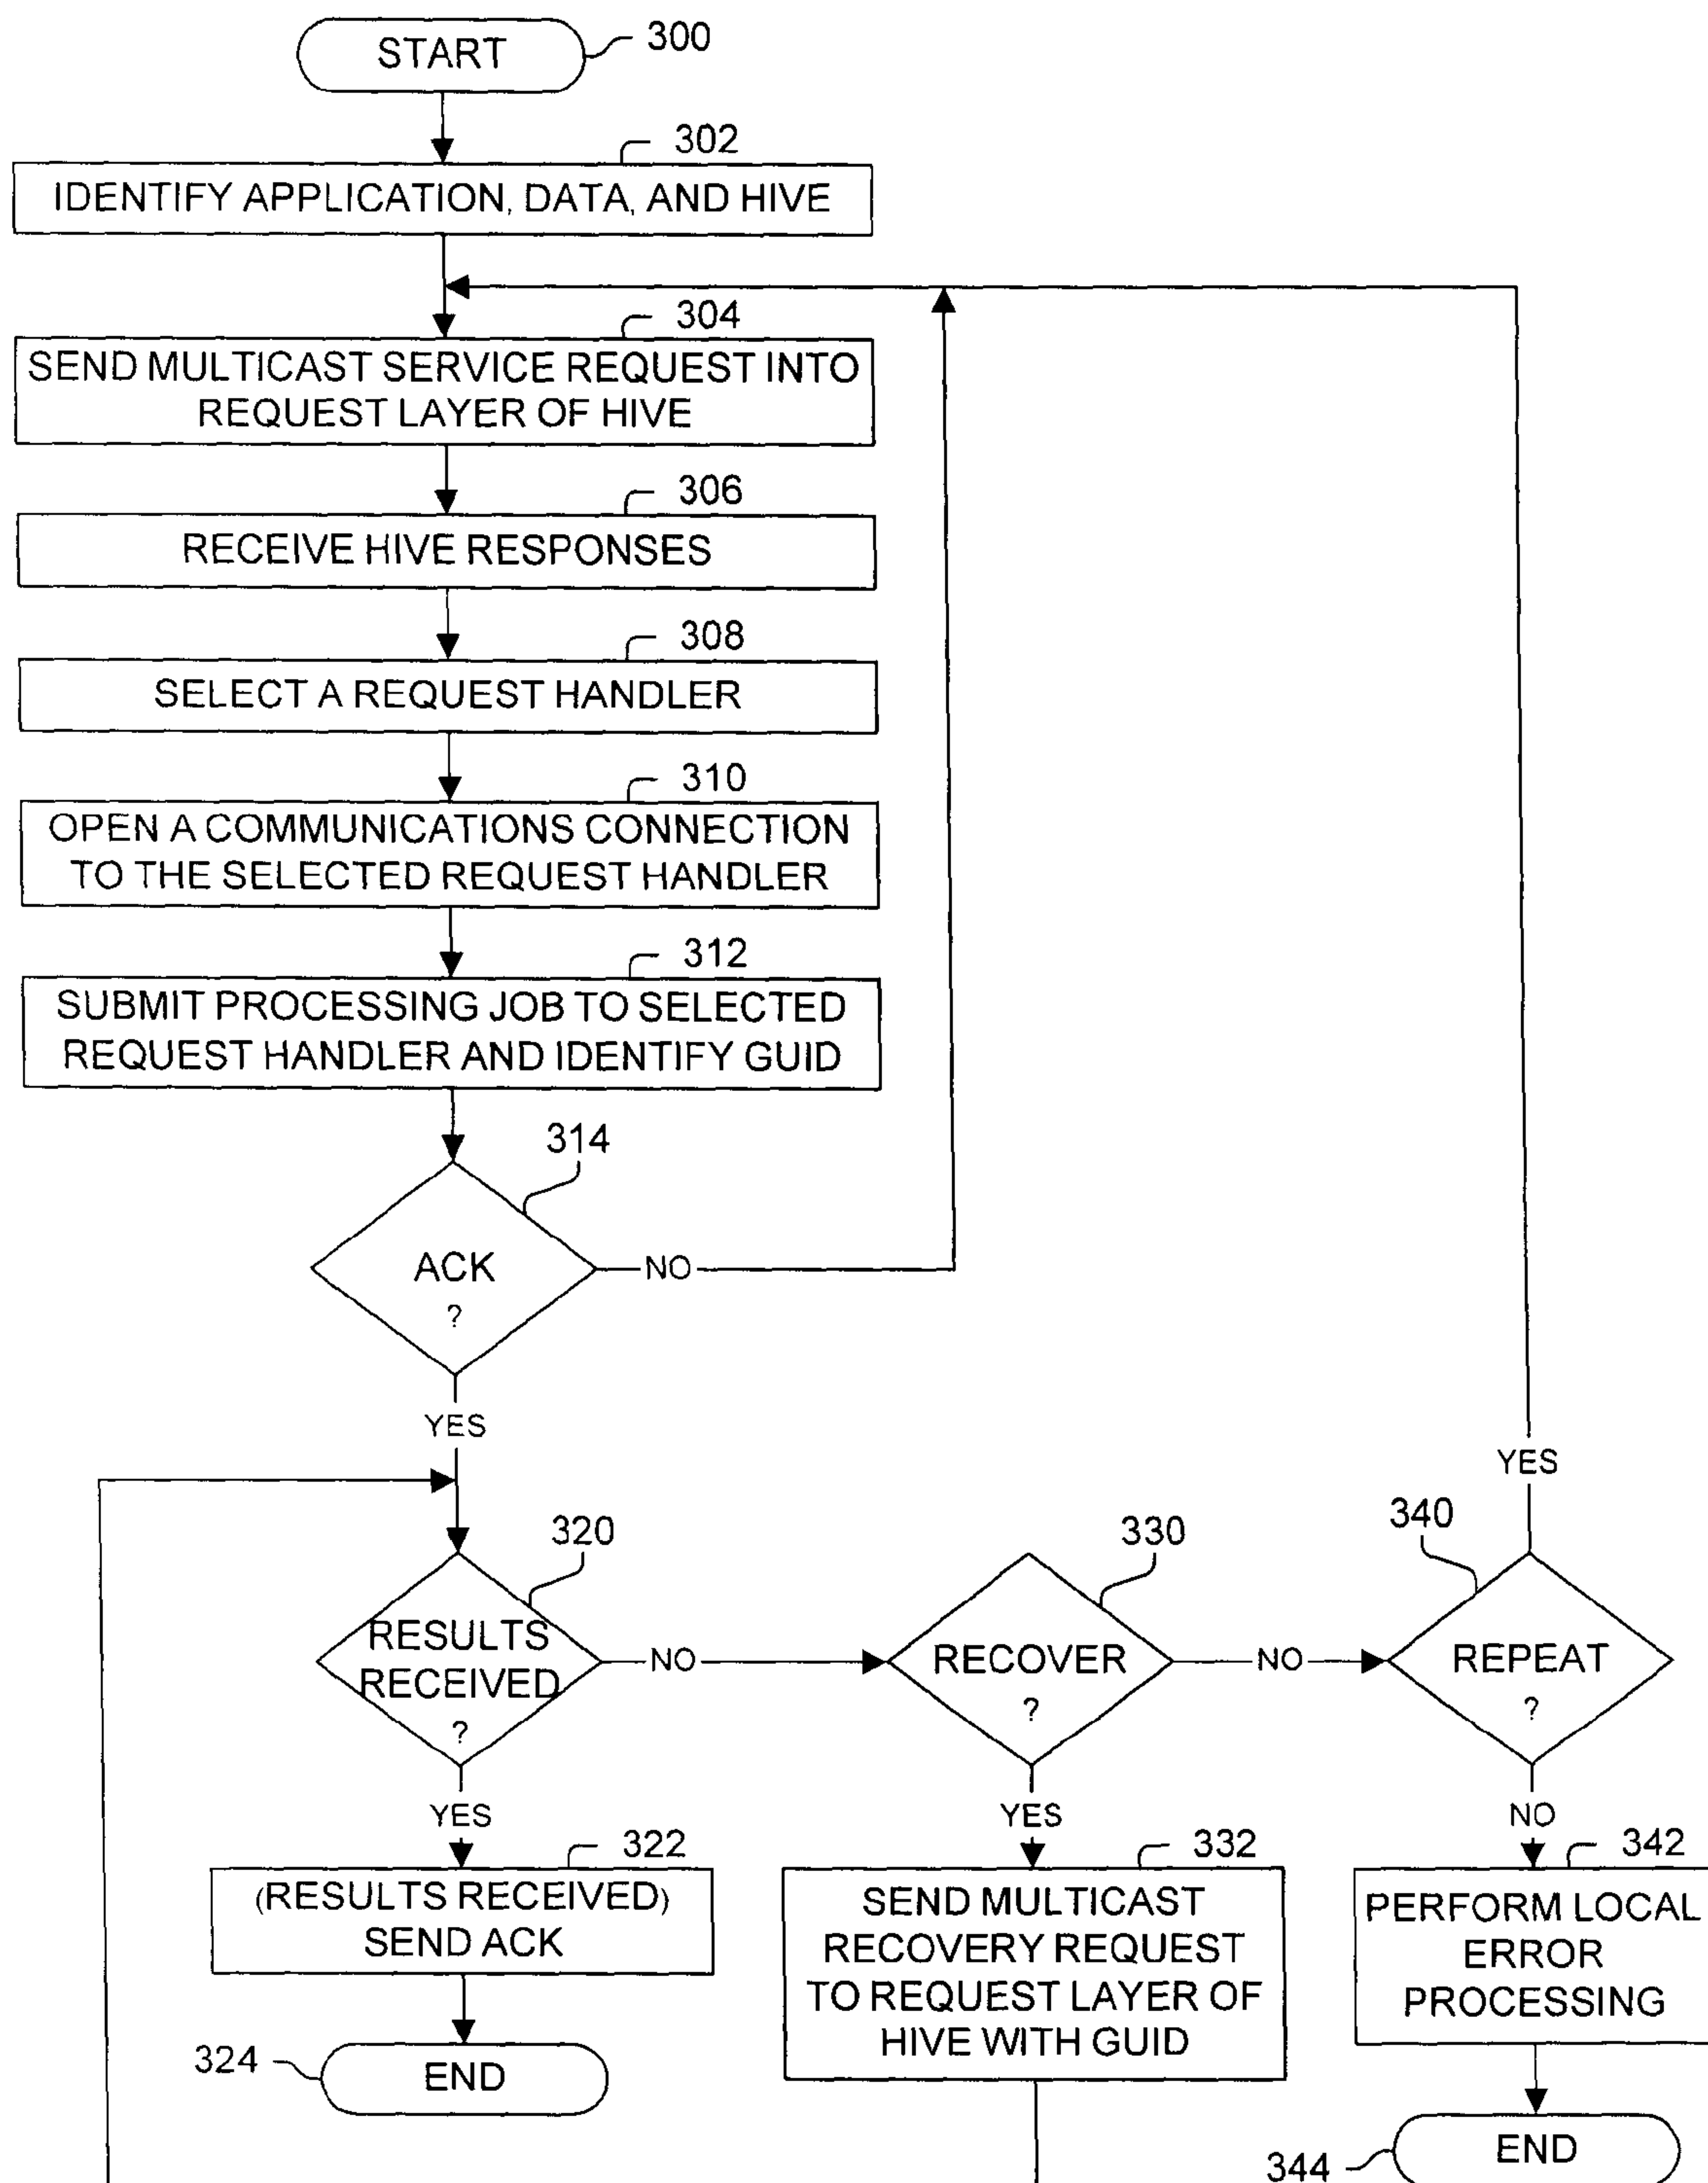 START
300
302
IDENTIFY APPLICATION, DATA, AND HIVE
304
SEND MULTICAST SERVICE REQUEST INTO
REQUEST LAYER OF HIVE
306
RECEIVE HIVE RESPONSES
308
SELECT A REQUEST HANDLER
310
OPEN A COMMUNICATIONS CONNECTION
TO THE SELECTED REQUEST HANDLER
312
SUBMIT PROCESSING JOB TO SELECTED
REQUEST HANDLER AND IDENTIFY GUID
314
ACK
?
NO
YES
320
RESULTS
RECEIVED
?
NO
330
RECOVER
?
NO
340
REPEAT
?
YES
YES
322
(RESULTS RECEIVED)
SEND ACK
324
END
YES
332
SEND MULTICAST
RECOVERY REQUEST
TO REQUEST LAYER OF
HIVE WITH GUID
NO
342
PERFORM LOCAL
ERROR
PROCESSING
344
END